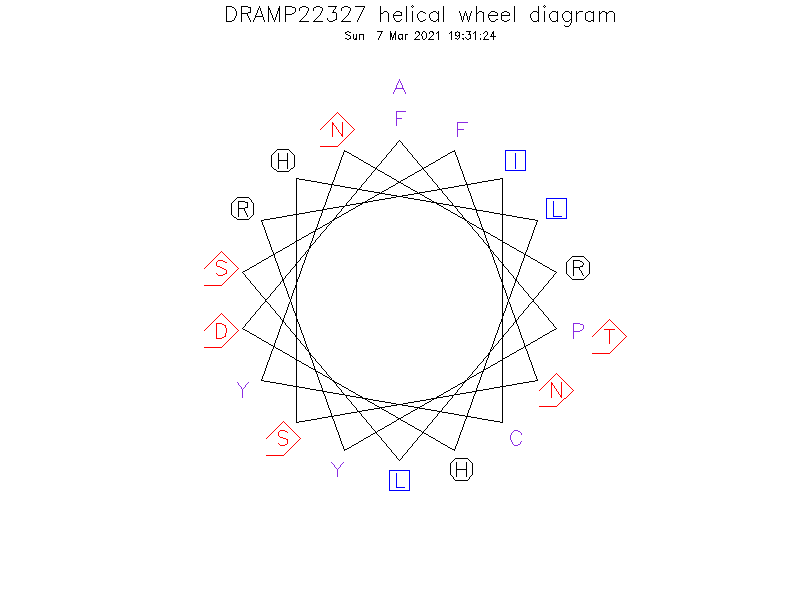 DRAMP22327 helical wheel diagram
Sun 7 Mar 2021 19:31:24
A
N F F
H I
R L
S R
D P T
Y N
S C
Y L H